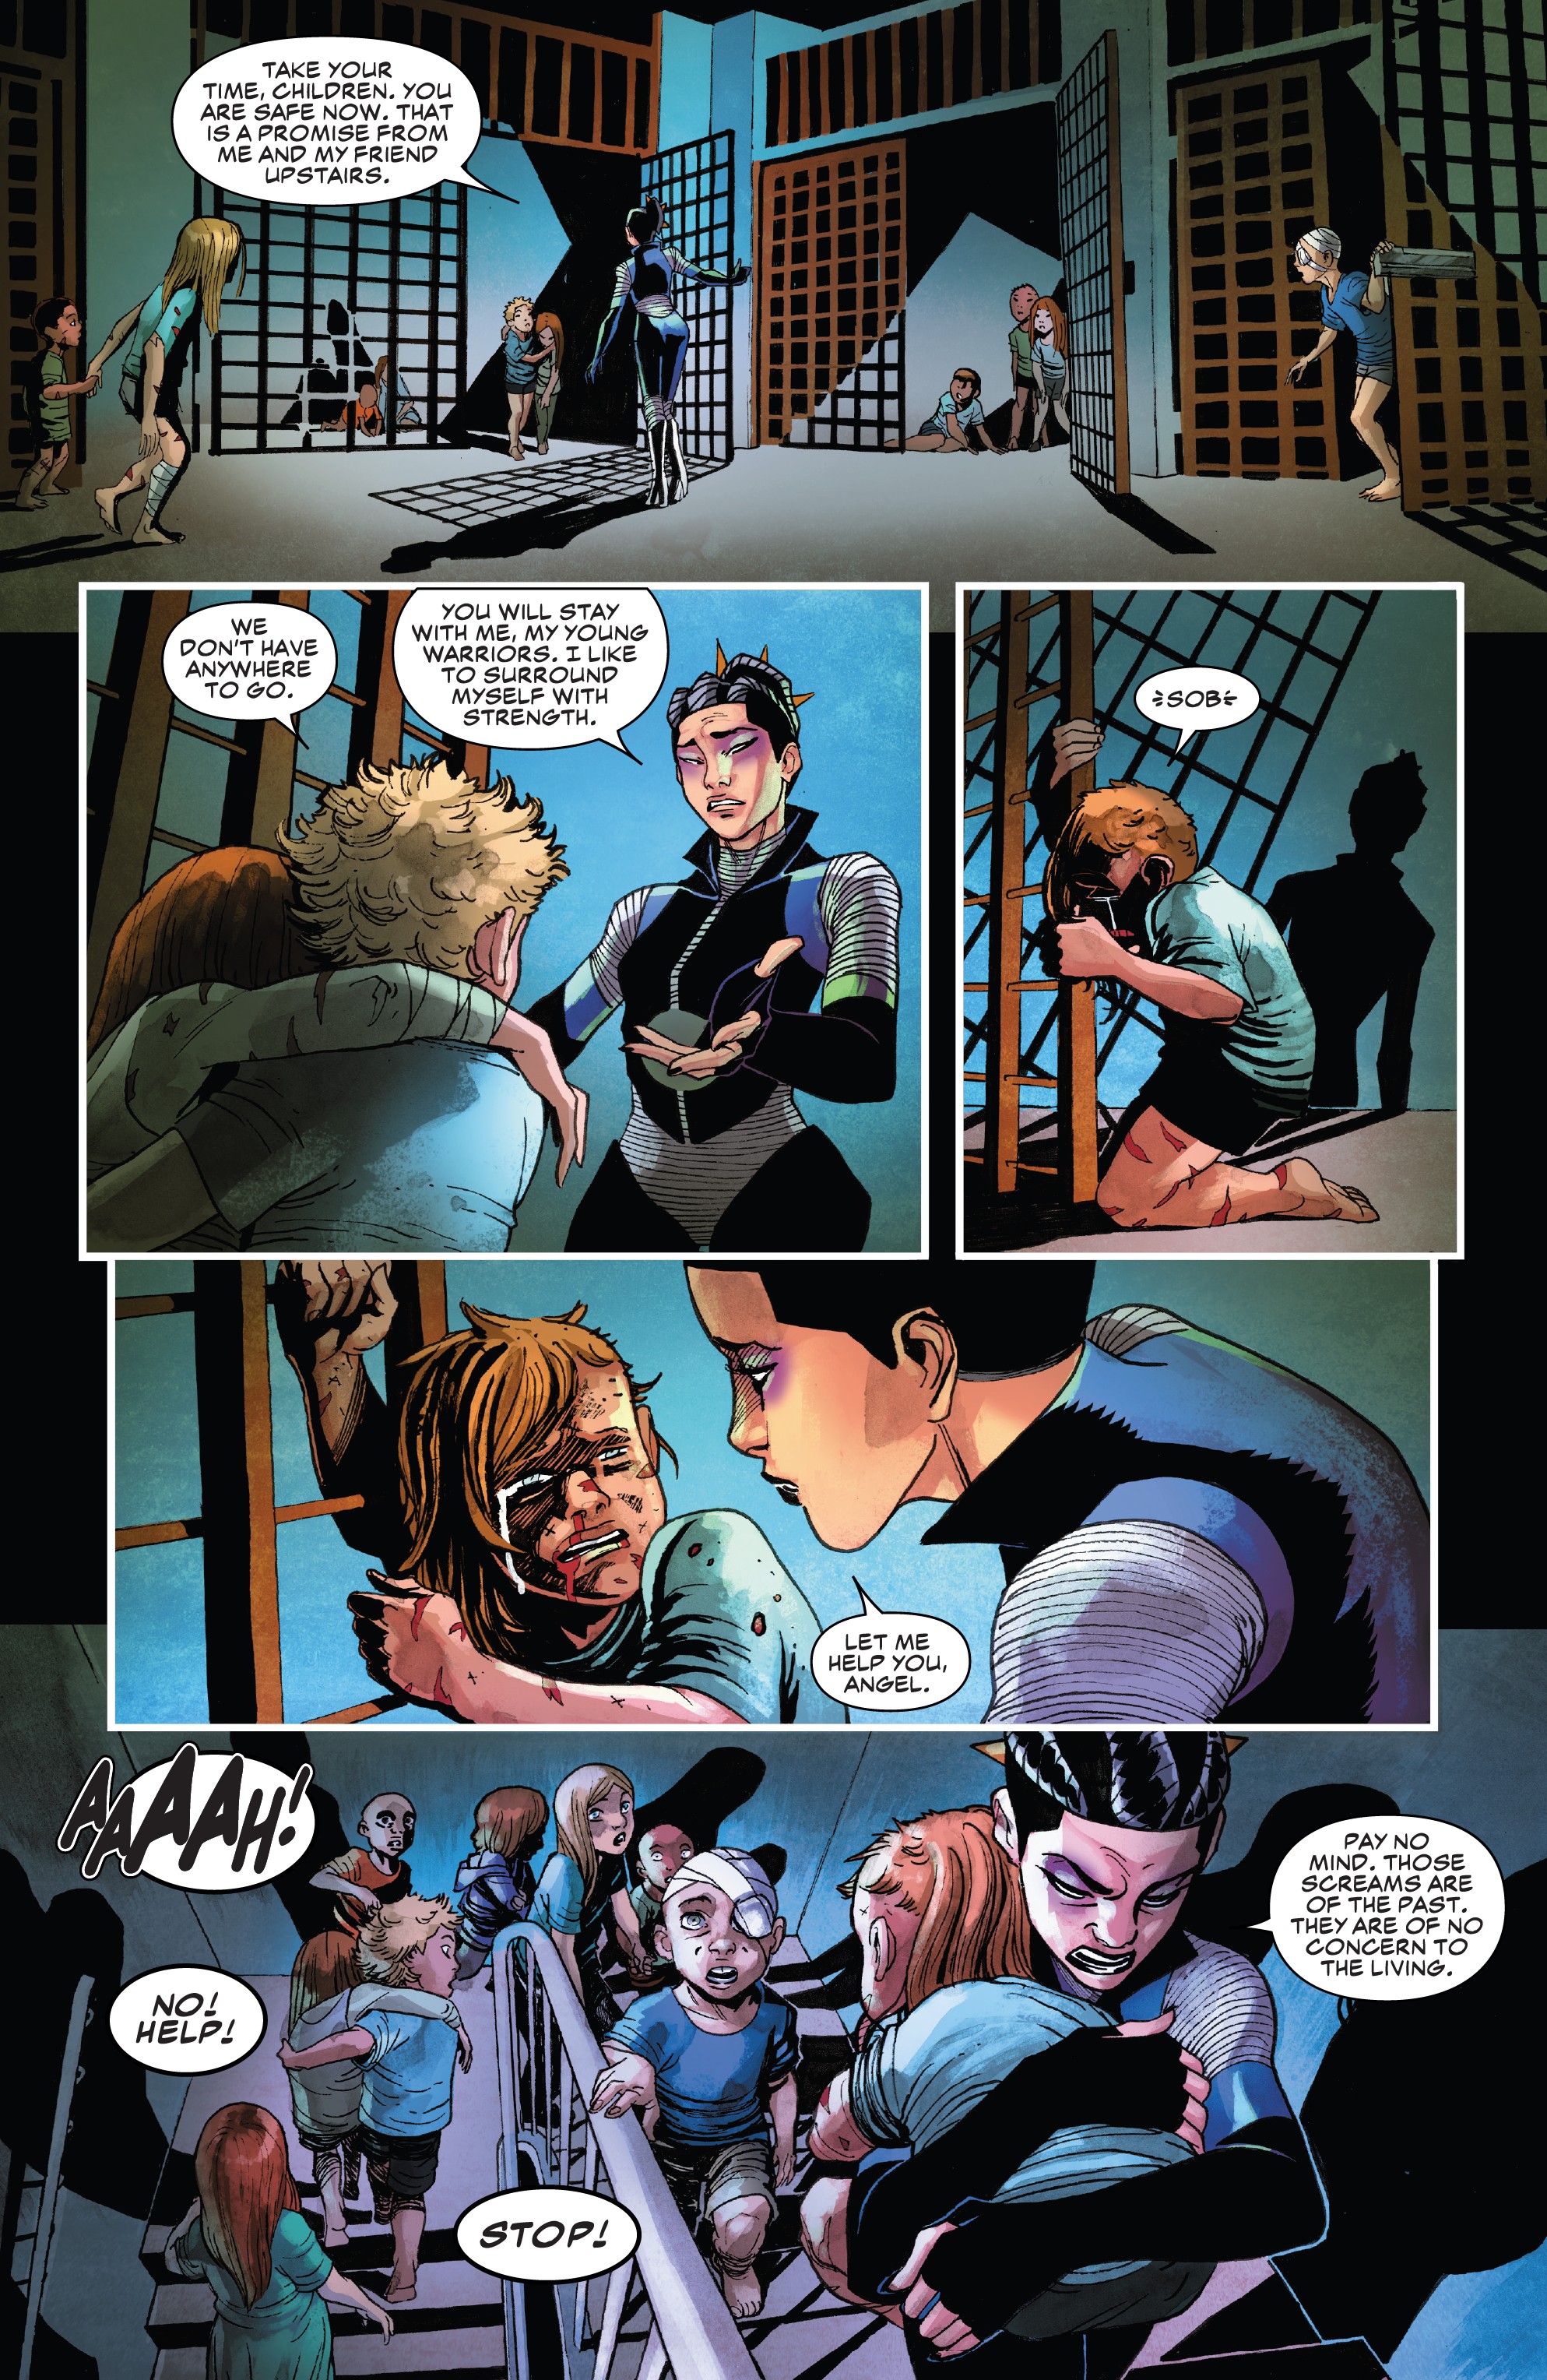 TAKE YOUR
TIME, CHILDREN. YOU
ARE SAFE NOW. THAT
IS A PROMISE FROM
ME AND MY FRIEND
UPSTAIRS.
WE
DON'T HAVE
ANYWHERE
TO GO.
YOU WILL STAY
WITH ME, MY YOUNG
WARRIORS. I LIKE
TO SURROUND
MYSELF WITH
STRENGTH.
SOB
LET ME
HELP YOU,
ANGEL.
AAAAAH!
PAY NO
MIND. THOSE
SCREAMS ARE
OF THE PAST.
THEY ARE OF NO
CONCERN TO
THE LIVING.
NO!
HELP!
STOP!